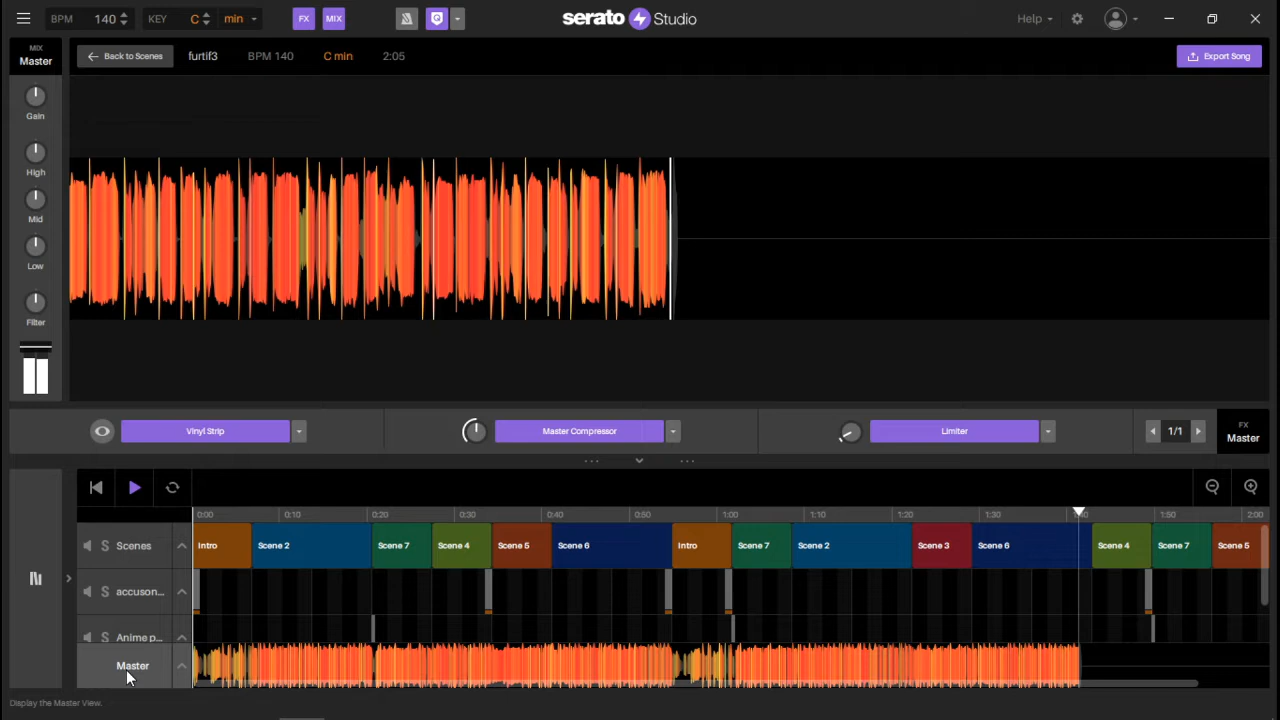 BPM 140 KEY C min FX MIX serato Studio Help
MIX
Master
Back to Scenes furtif3 BPM 140 C min 2:05 Export Song
Gain
High
Mid
Low
Filter
Vinyl Strip Master Compressor Limiter 1/1 FX
Master
0:00 0:10 0:20 0:30 0:40 0:50 1:00 1:10 1:20 1:30 1:50 2:00
S Scenes Intro Scene 2 Scene 7 Scene 4 Scene 5 Scene 6 Intro Scene 7 Scene 2 Scene 3 Scene 6 Scene 4 Scene 7 Scene 5
S accuson...
S Anime p...
Master
Display the Master View.